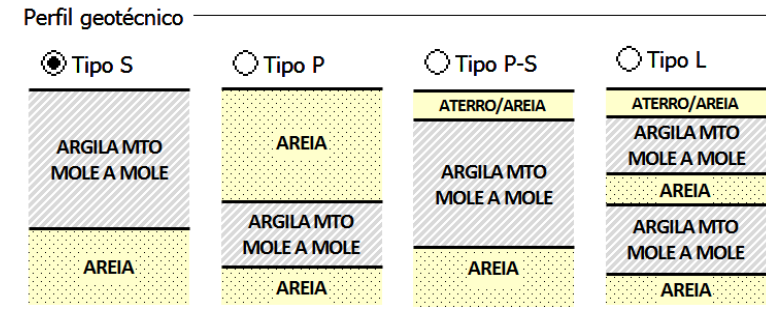 Perfil geotécnico
Tipo S
ARGILA MTO
MOLE A MOLE
AREIA
Tipo P
AREIA
ARGILA MTO
MOLE A MOLE
AREIA
Tipo P-S
ATERRO/AREIA
ARGILA MTO
MOLE A MOLE
AREIA
Tipo L
ATERRO/AREIA
ARGILA MTO
MOLE A MOLE
AREIA
ARGILA MTO
MOLE A MOLE
AREIA